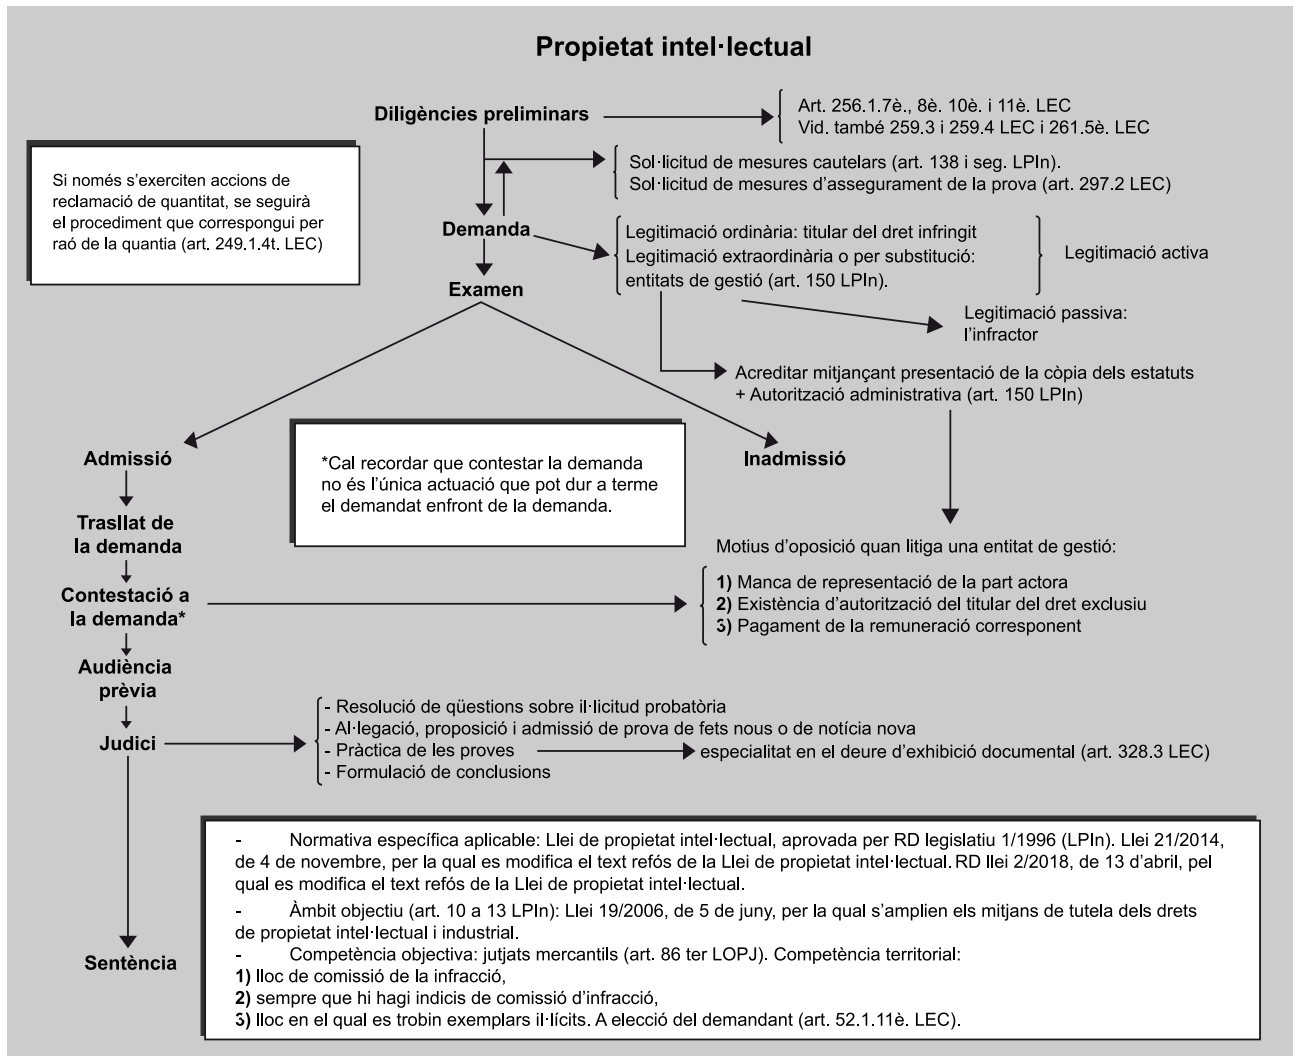 Propietat intel·lectual
Diligències preliminars
Art. 256.1.7è., 8è. 10è. i 11è. LEC
Vid. també 259.3 i 259.4 LEC i 261.5è. LEC
Si només s’exerciten accions de
reclamació de quantitat, se seguirà
el procediment que correspongui per
raó de la quantia (art. 249.1.4t. LEC)
Sol·licitud de mesures cautelars (art. 138 i seg. LPIn).
Sol·licitud de mesures d’assegurament de la prova (art. 297.2 LEC)
Demanda
Legitimació ordinària: titular del dret infringit
Legitimació extraordinària o per substitució:
entitats de gestió (art. 150 LPIn).
Legitimació activa
Examen
Legitimació passiva:
l’infractor
Acreditar mitjançant presentació de la còpia dels estatuts
+ Autorització administrativa (art. 150 LPIn)
Admissió
*Cal recordar que contestar la demanda
no és l’única actuació que pot dur a terme
el demandat enfront de la demanda.
Inadmissió
Trasllat de
la demanda
Motius d’oposició quan litiga una entitat de gestió:
Contestació a
la demanda*
1) Manca de representació de la part actora
2) Existència d’autorització del titular del dret exclusiu
3) Pagament de la remuneració corresponent
Audiència
prèvia
Judici
- Resolució de qüestions sobre il·licitud probatòria
- Al·legació, proposició i admissió de prova de fets nous o de notícia nova
- Pràctica de les proves
especialitat en el deure d’exhibició documental (art. 328.3 LEC)
- Formulació de conclusions
Sentència
- Normativa específica aplicable: Llei de propietat intel·lectual, aprovada per RD legislatiu 1/1996 (LPIn). Llei 21/2014,
de 4 de novembre, per la qual es modifica el text refós de la Llei de propietat intel·lectual. RD llei 2/2018, de 13 d’abril, pel
qual es modifica el text refós de la Llei de propietat intel·lectual.
- Àmbit objectiu (art. 10 a 13 LPIn): Llei 19/2006, de 5 de juny, per la qual s’amplien els mitjans de tutela dels drets
de propietat intel·lectual i industrial.
- Competència objectiva: jutjats mercantils (art. 86 ter LOPJ). Competència territorial:
1) lloc de comissió de la infracció,
2) sempre que hi hagi indicis de comissió d’infracció,
3) lloc en el qual es trobin exemplars il·lícits. A elecció del demandant (art. 52.1.11è. LEC).